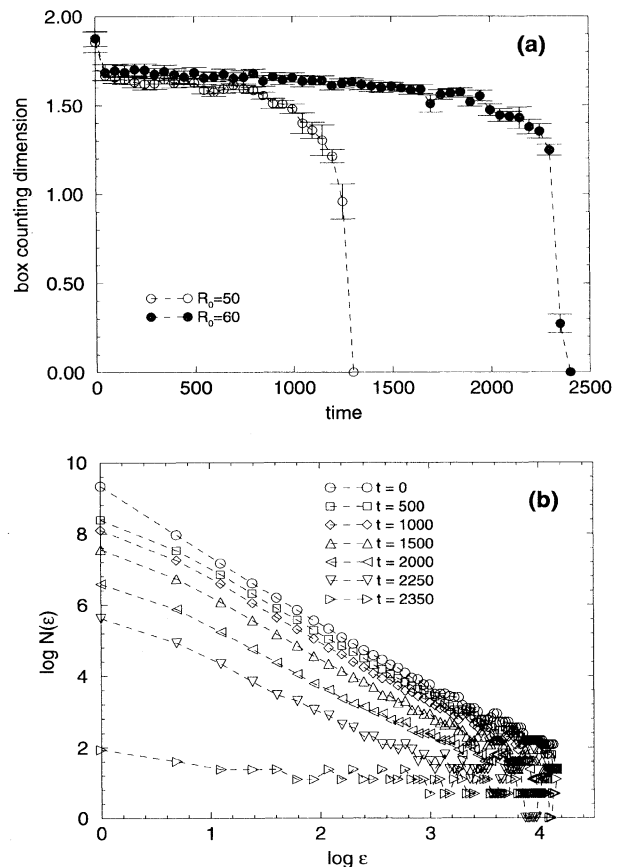 (a)
2.00
1.50
1.00
0.50
0.00
box counting dimension
R₀=50
R₀=60
0 500 1000 1500 2000 2500
time
(b)
10
8
6
4
2
0
log N(ε)
t = 0
t = 500
t = 1000
t = 1500
t = 2000
t = 2250
t = 2350
0 1 2 3 4
log ε